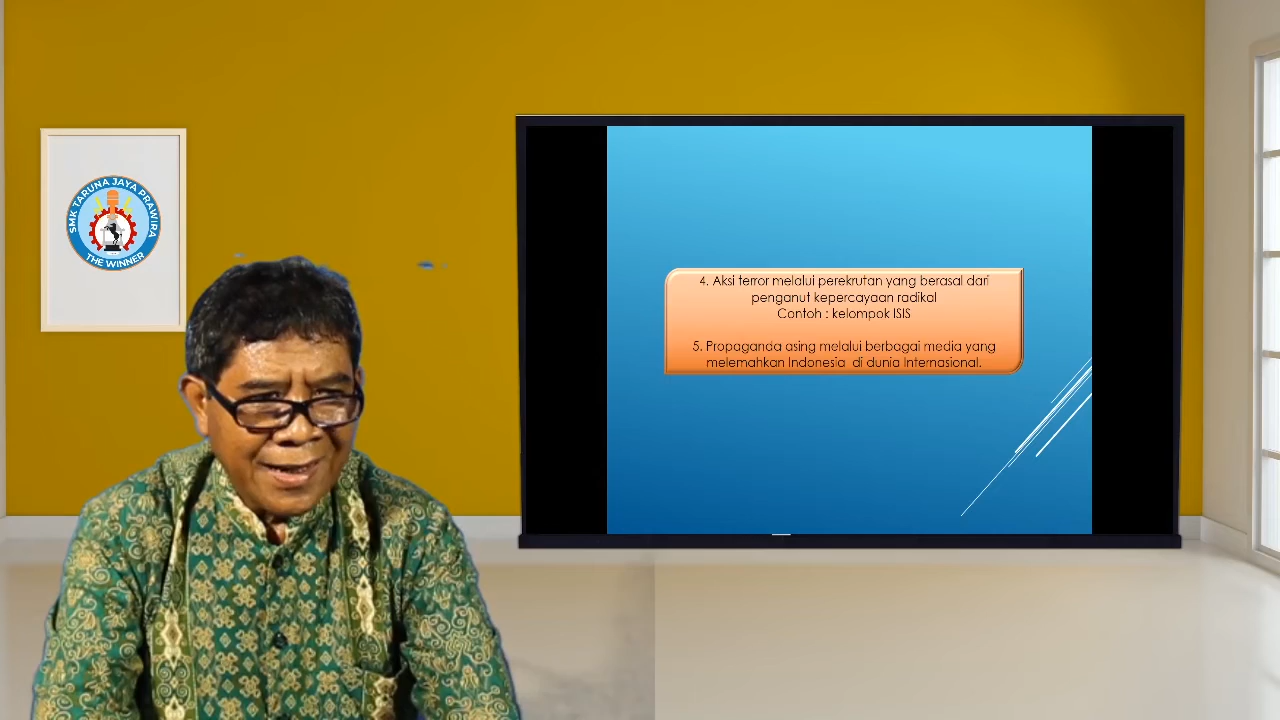 SMK TARUNA JAYA PRAWIRA
THE WINNER
4. Aksi terror melalui perekrutan yang berasal dari
penganut kepercayaan radikal
Contoh : kelompok ISIS
5. Propaganda asing melalui berbagai media yang
melemahkan Indonesia di dunia Internasional.